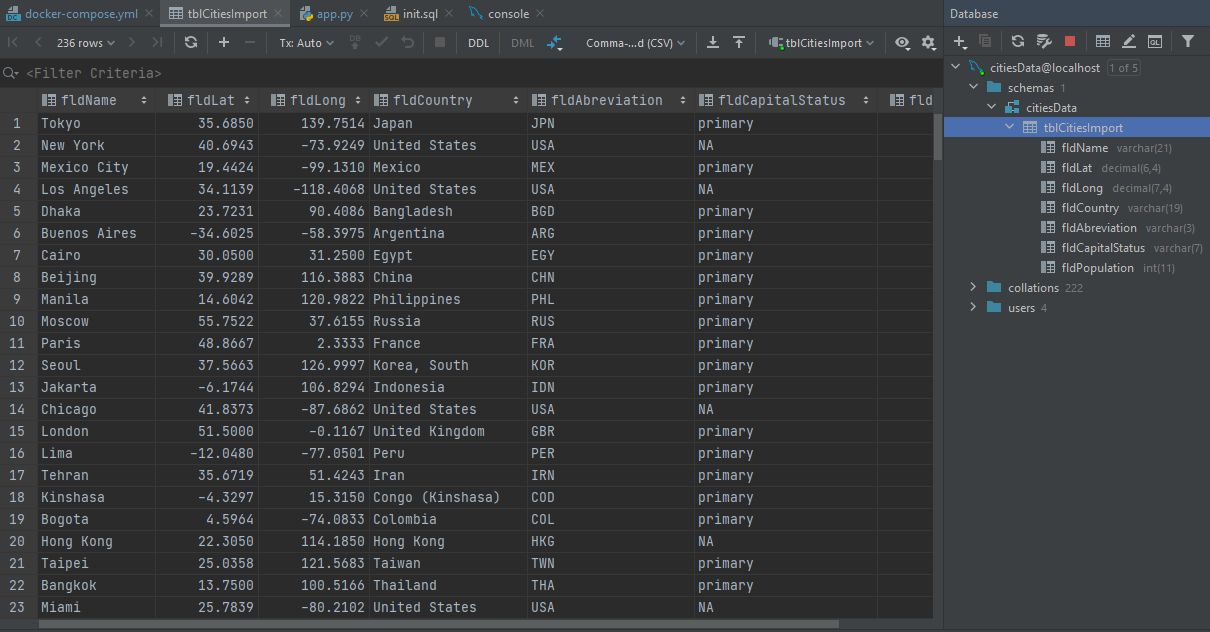 docker-compose.yml tblCitiesImport app.py init.sql console Database
236 rows Tx: Auto DB DDL DML Comma-...d (CSV) tblCitiesImport
<Filter Criteria>
fldName fldLat fldLong fldCountry fldAbreviation fldCapitalStatus fld
1 Tokyo 35.6850 139.7514 Japan JPN primary
2 New York 40.6943 -73.9249 United States USA NA
3 Mexico City 19.4424 -99.1310 Mexico MEX primary
4 Los Angeles 34.1139 -118.4068 United States USA NA
5 Dhaka 23.7231 90.4086 Bangladesh BGD primary
6 Buenos Aires -34.6025 -58.3975 Argentina ARG primary
7 Cairo 30.0500 31.2500 Egypt EGY primary
8 Beijing 39.9289 116.3883 China CHN primary
9 Manila 14.6042 120.9822 Philippines PHL primary
10 Moscow 55.7522 37.6155 Russia RUS primary
11 Paris 48.8667 2.3333 France FRA primary
12 Seoul 37.5663 126.9997 Korea, South KOR primary
13 Jakarta -6.1744 106.8294 Indonesia IDN primary
14 Chicago 41.8373 -87.6862 United States USA NA
15 London 51.5000 -0.1167 United Kingdom GBR primary
16 Lima -12.0480 -77.0501 Peru PER primary
17 Tehran 35.6719 51.4243 Iran IRN primary
18 Kinshasa -4.3297 15.3150 Congo (Kinshasa) COD primary
19 Bogota 4.5964 -74.0833 Colombia COL primary
20 Hong Kong 22.3050 114.1850 Hong Kong HKG NA
21 Taipei 25.0358 121.5683 Taiwan TWN primary
22 Bangkok 13.7500 100.5166 Thailand THA primary
23 Miami 25.7839 -80.2102 United States USA NA
citiesData@localhost 1 of 5
schemas 1
citiesData
tblCitiesImport
fldName varchar(21)
fldLat decimal(6,4)
fldLong decimal(7,4)
fldCountry varchar(19)
fldAbreviation varchar(3)
fldCapitalStatus varchar(7)
fldPopulation int(11)
collations 222
users 4